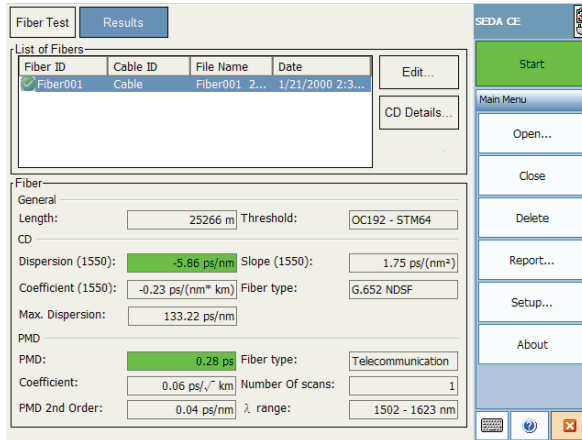 Fiber Test Results
List of Fibers
Fiber ID Cable ID File Name Date
Fiber001 Cable Fiber001 2... 1/21/2000 2:3...
Edit...
CD Details...
Fiber
General
Length: 25266 m Threshold: OC192 - STM64
CD
Dispersion (1550): -5.86 ps/nm Slope (1550): 1.75 ps/(nm²)
Coefficient (1550): -0.23 ps/(nm* km) Fiber type: G.652 NDSF
Max. Dispersion: 133.22 ps/nm
PMD
PMD: 0.28 ps Fiber type: Telecommunication
Coefficient: 0.06 ps/√¯ km Number Of scans: 1
PMD 2nd Order: 0.04 ps/nm λ range: 1502 - 1623 nm
SEDA CE
Start
Main Menu
Open...
Close
Delete
Report...
Setup...
About